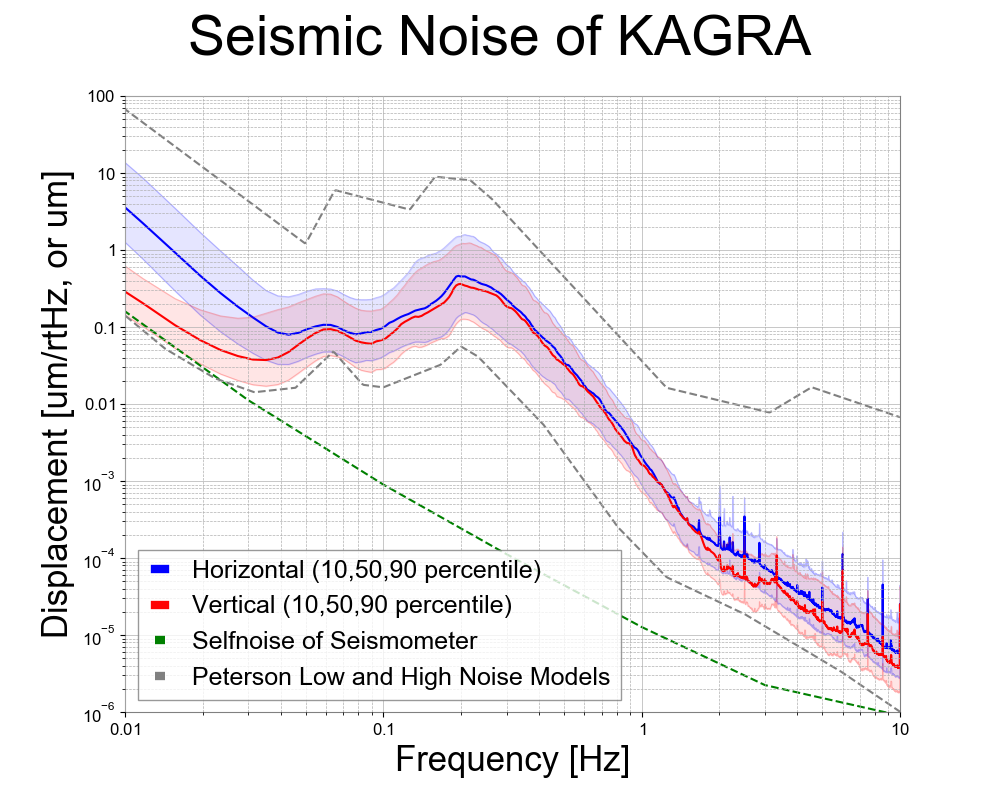 Seismic Noise of KAGRA
Displacement [um/rtHz, or um]
100
10
1
0.1
0.01
10⁻³
10⁻⁴
10⁻⁵
10⁻⁶
Horizontal (10,50,90 percentile)
Vertical (10,50,90 percentile)
Selfnoise of Seismometer
Peterson Low and High Noise Models
0.01 0.1 1 10
Frequency [Hz]